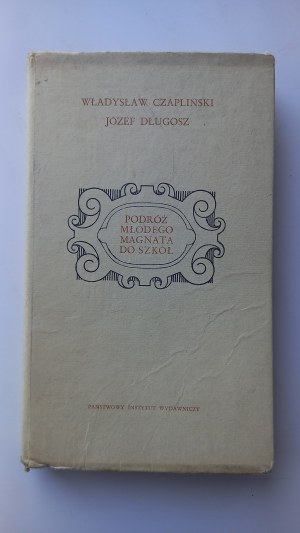 WŁADYSŁAW CZAPLIŃSKI
JÓZEF DŁUGOSZ
PODRÓŻ
MŁODEGO
MAGNATA
DO SZKÓŁ
PAŃSTWOWY INSTYTUT WYDAWNICZY